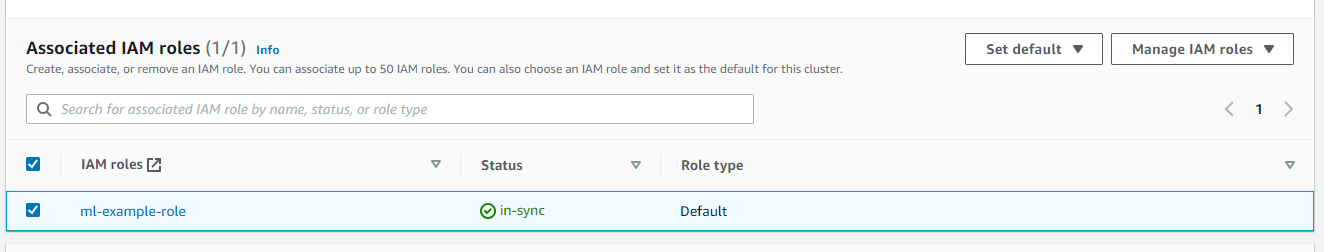 Associated IAM roles (1/1) Info
Set default
Manage IAM roles
Create, associate, or remove an IAM role. You can associate up to 50 IAM roles. You can also choose an IAM role and set it as the default for this cluster.
Search for associated IAM role by name, status, or role type
1
IAM roles Status Role type
ml-example-role in-sync Default